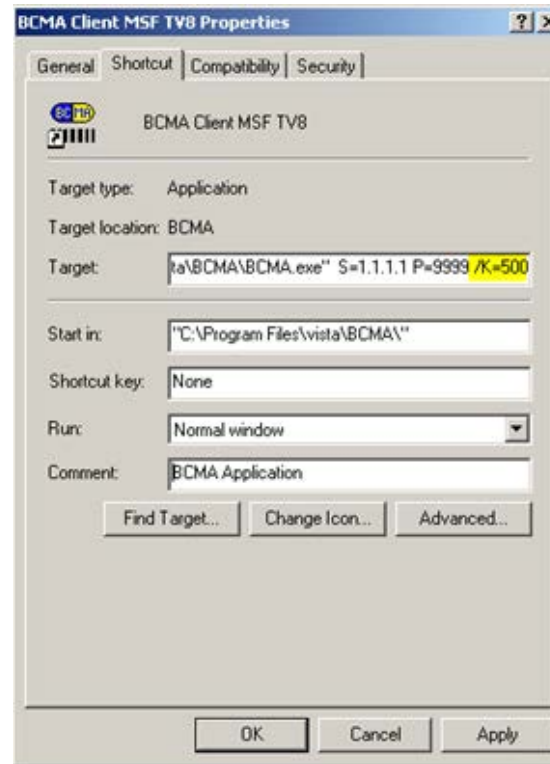 BCMA Client MSF TV8 Properties
General Shortcut Compatibility Security
BCMA
BCMA Client MSF TV8
Target type: Application
Target location: BCMA
Target: ta\BCMA\BCMA.exe" S=1.1.1.1 P=9999 /K=500
Start in: "C:\Program Files\vista\BCMA\"
Shortcut key: None
Run: Normal window
Comment: BCMA Application
Find Target... Change Icon... Advanced...
OK Cancel Apply